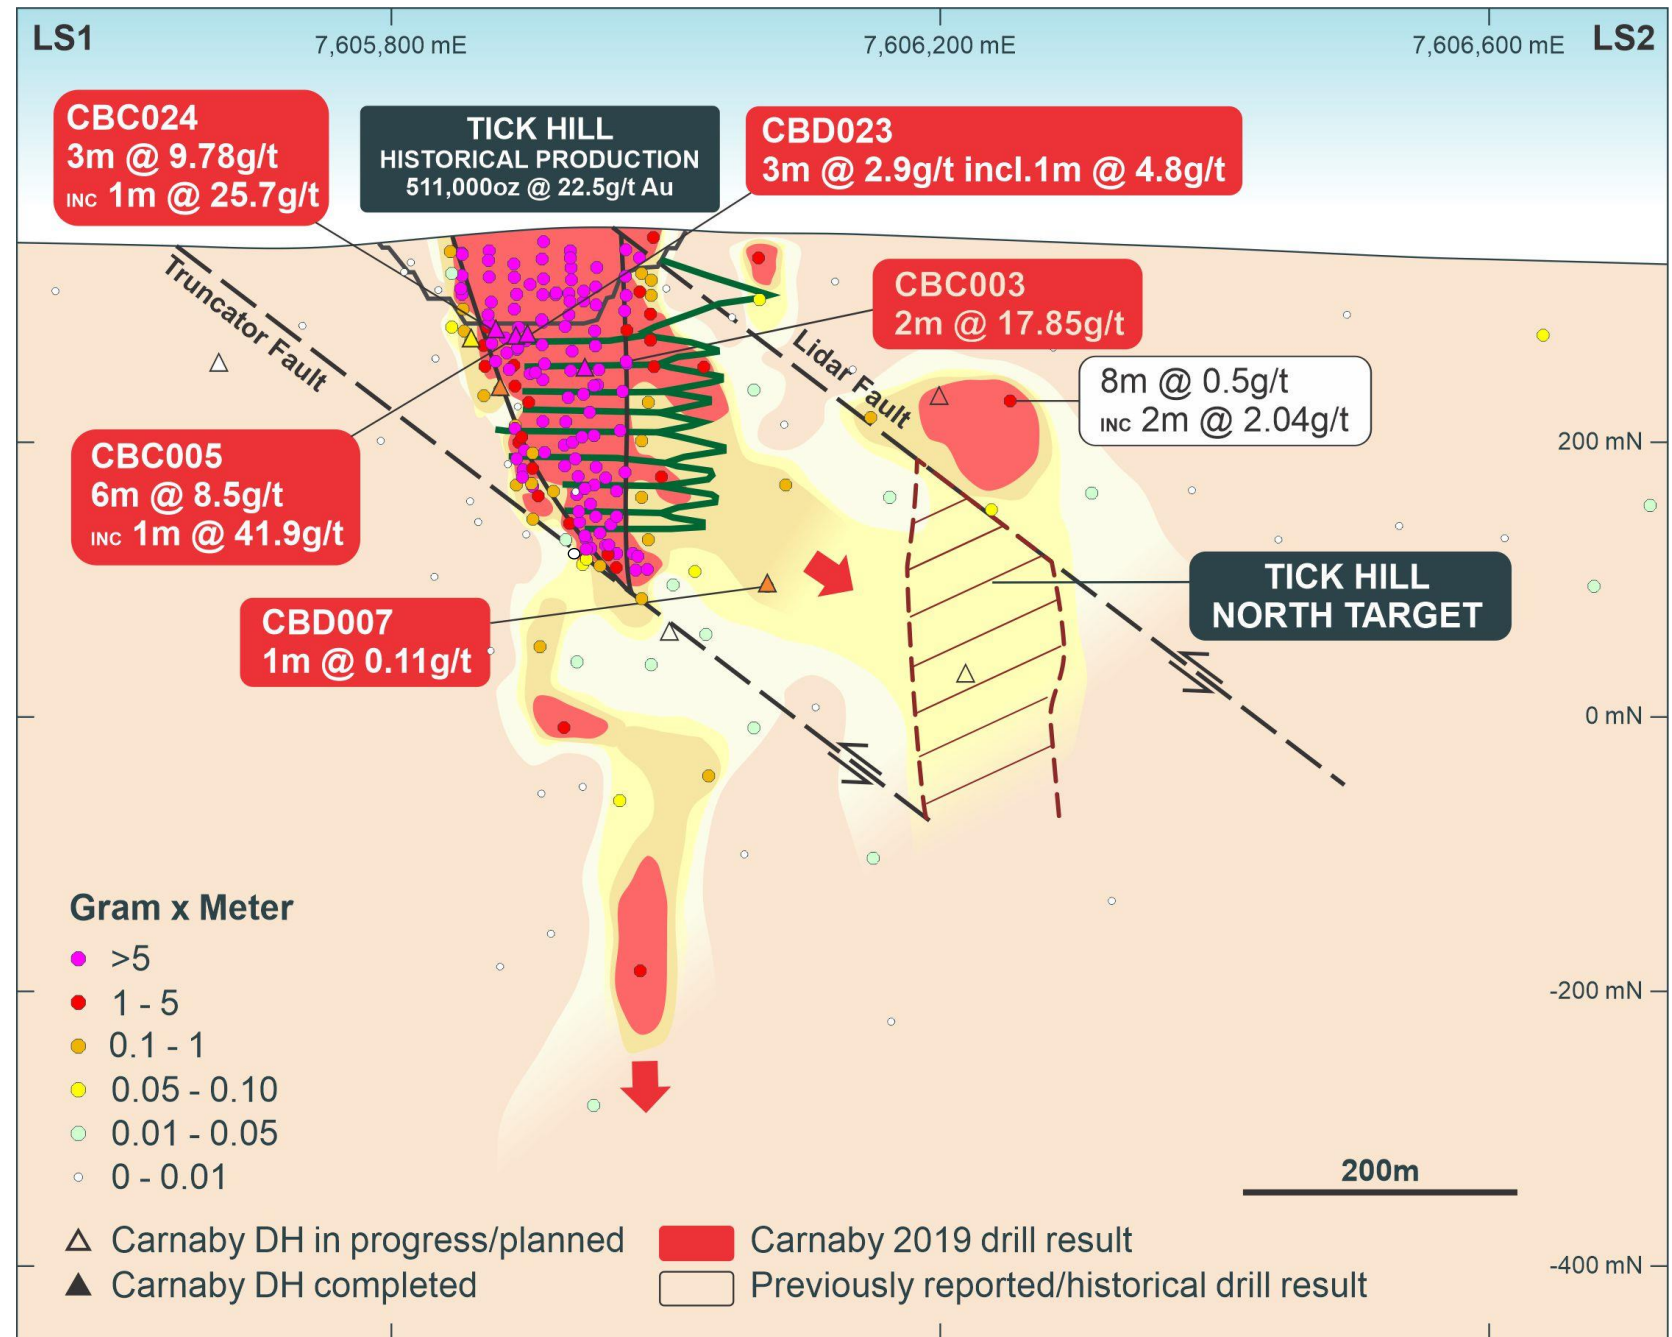 LS1
7,605,800 mE
7,606,200 mE
7,606,600 mE
LS2
CBC024
3m @ 9.78g/t
INC 1m @ 25.7g/t
TICK HILL
HISTORICAL PRODUCTION
511,000oz @ 22.5g/t Au
CBD023
3m @ 2.9g/t incl.1m @ 4.8g/t
Truncator Fault
CBC003
2m @ 17.85g/t
Lidar Fault
8m @ 0.5g/t
INC 2m @ 2.04g/t
200 mN
CBC005
6m @ 8.5g/t
INC 1m @ 41.9g/t
TICK HILL
NORTH TARGET
CBD007
1m @ 0.11g/t
0 mN
-200 mN
Gram x Meter
>5
1 - 5
0.1 - 1
0.05 - 0.10
0.01 - 0.05
0 - 0.01
200m
Carnaby DH in progress/planned
Carnaby DH completed
Carnaby 2019 drill result
Previously reported/historical drill result
-400 mN